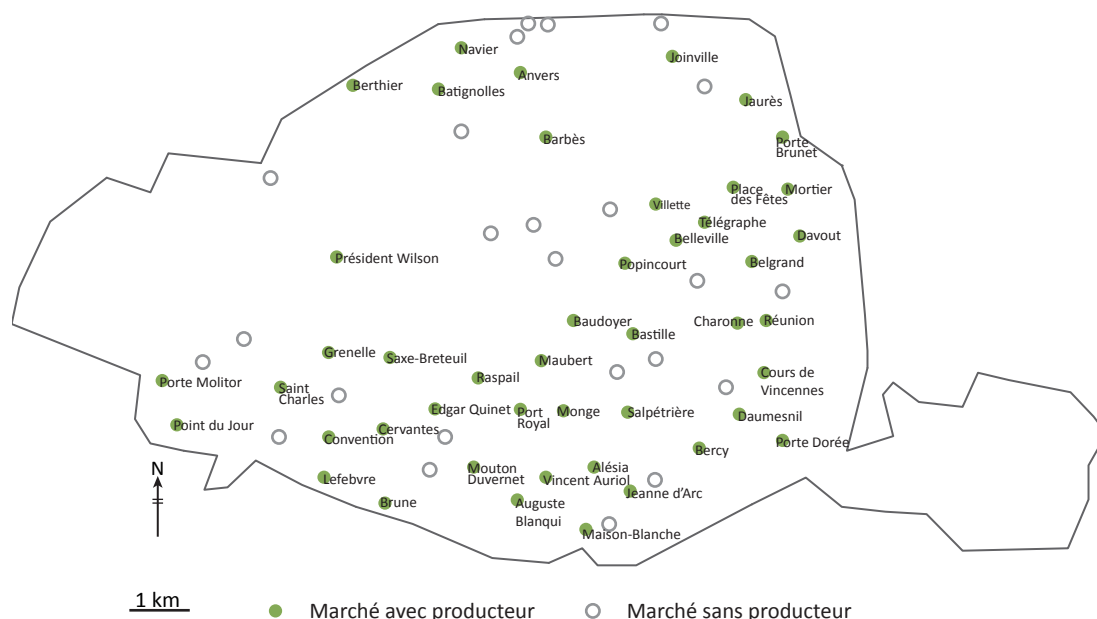 Navier
Joinville
Anvers
Berthier
Batignolles
Jaurès
Barbès
Porte
Brunet
Place
des Fêtes
Mortier
Villette
Télégraphe
Belleville
Davout
Président Wilson
Popincourt
Belgrand
Baudoyer
Bastille
Charonne
Réunion
Grenelle
Saxe-Breteuil
Maubert
Raspail
Cours de
Vincennes
Porte Molitor
Saint
Charles
Edgar Quinet
Port
Royal
Monge
Salpétrière
Daumesnil
Point du Jour
Convention
Cervantes
Bercy
Porte Dorée
N
Lefebvre
Mouton
Duvernet
Alésia
Vincent Auriol
Jeanne d'Arc
Brune
Auguste
Blanqui
Maison-Blanche
1 km
Marché avec producteur
Marché sans producteur